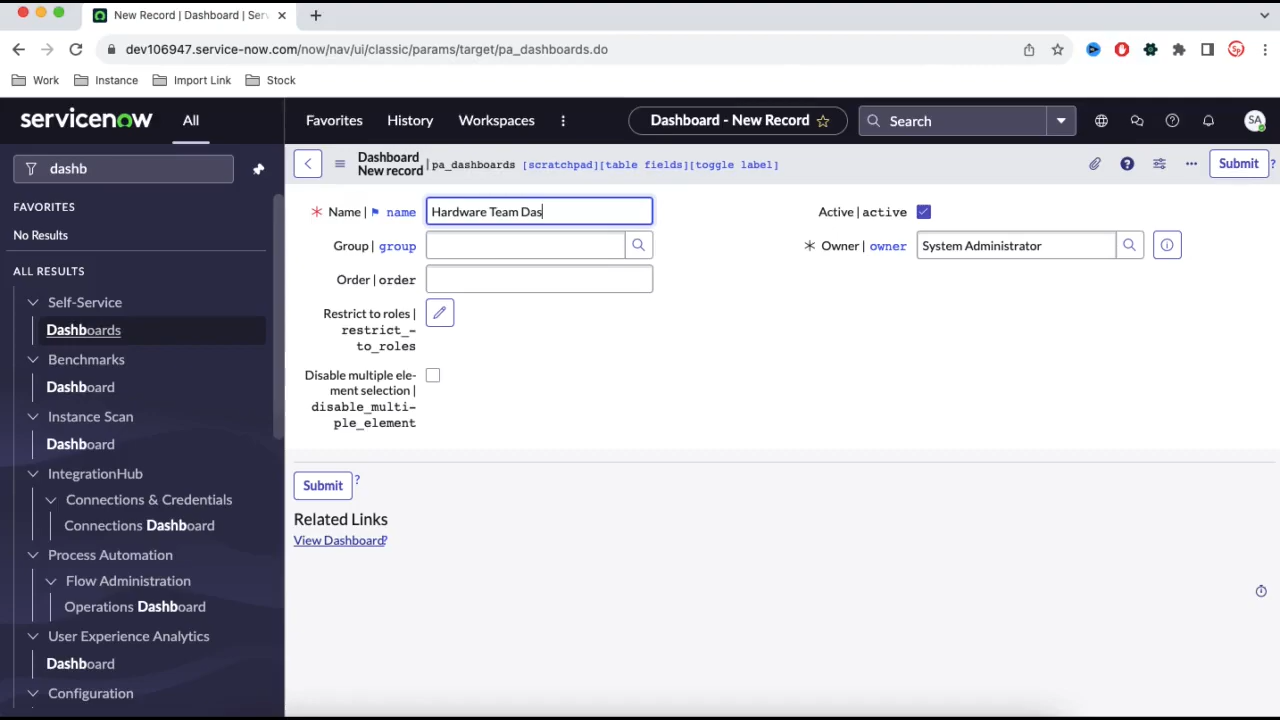 New Record | Dashboard | Serv
dev106947.service-now.com/now/nav/ui/classic/params/target/pa_dashboards.do
Work
Instance
Import Link
Stock
servicenow
All
Favorites
History
Workspaces
Dashboard - New Record
Search
SA
dashb
FAVORITES
No Results
ALL RESULTS
Self-Service
Dashboards
Benchmarks
Dashboard
Instance Scan
Dashboard
IntegrationHub
Connections & Credentials
Connections Dashboard
Process Automation
Flow Administration
Operations Dashboard
User Experience Analytics
Dashboard
Configuration
Dashboard
New record
| pa_dashboards [scratchpad][table fields][toggle label]
Submit ?
Name | name
Hardware Team Das
Active | active
Group | group
Owner | owner
System Administrator
Order | order
Restrict to roles |
restrict_-
to_roles
Disable multiple ele-
ment selection |
disable_multi-
ple_element
Submit ?
Related Links
View Dashboard?